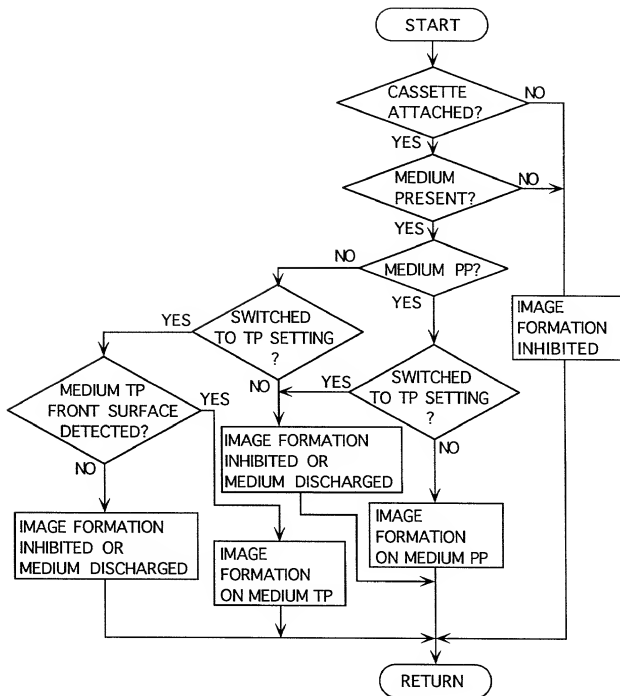 START
CASSETTE
ATTACHED?
NO
YES
MEDIUM
PRESENT?
NO
YES
MEDIUM PP?
NO
YES
SWITCHED
TO TP SETTING
?
YES
NO
SWITCHED
TO TP SETTING
?
YES
NO
IMAGE
FORMATION
INHIBITED
MEDIUM TP
FRONT SURFACE
DETECTED?
YES
NO
IMAGE FORMATION
INHIBITED OR
MEDIUM DISCHARGED
IMAGE FORMATION
INHIBITED OR
MEDIUM DISCHARGED
IMAGE
FORMATION
ON MEDIUM TP
IMAGE
FORMATION
ON MEDIUM PP
RETURN